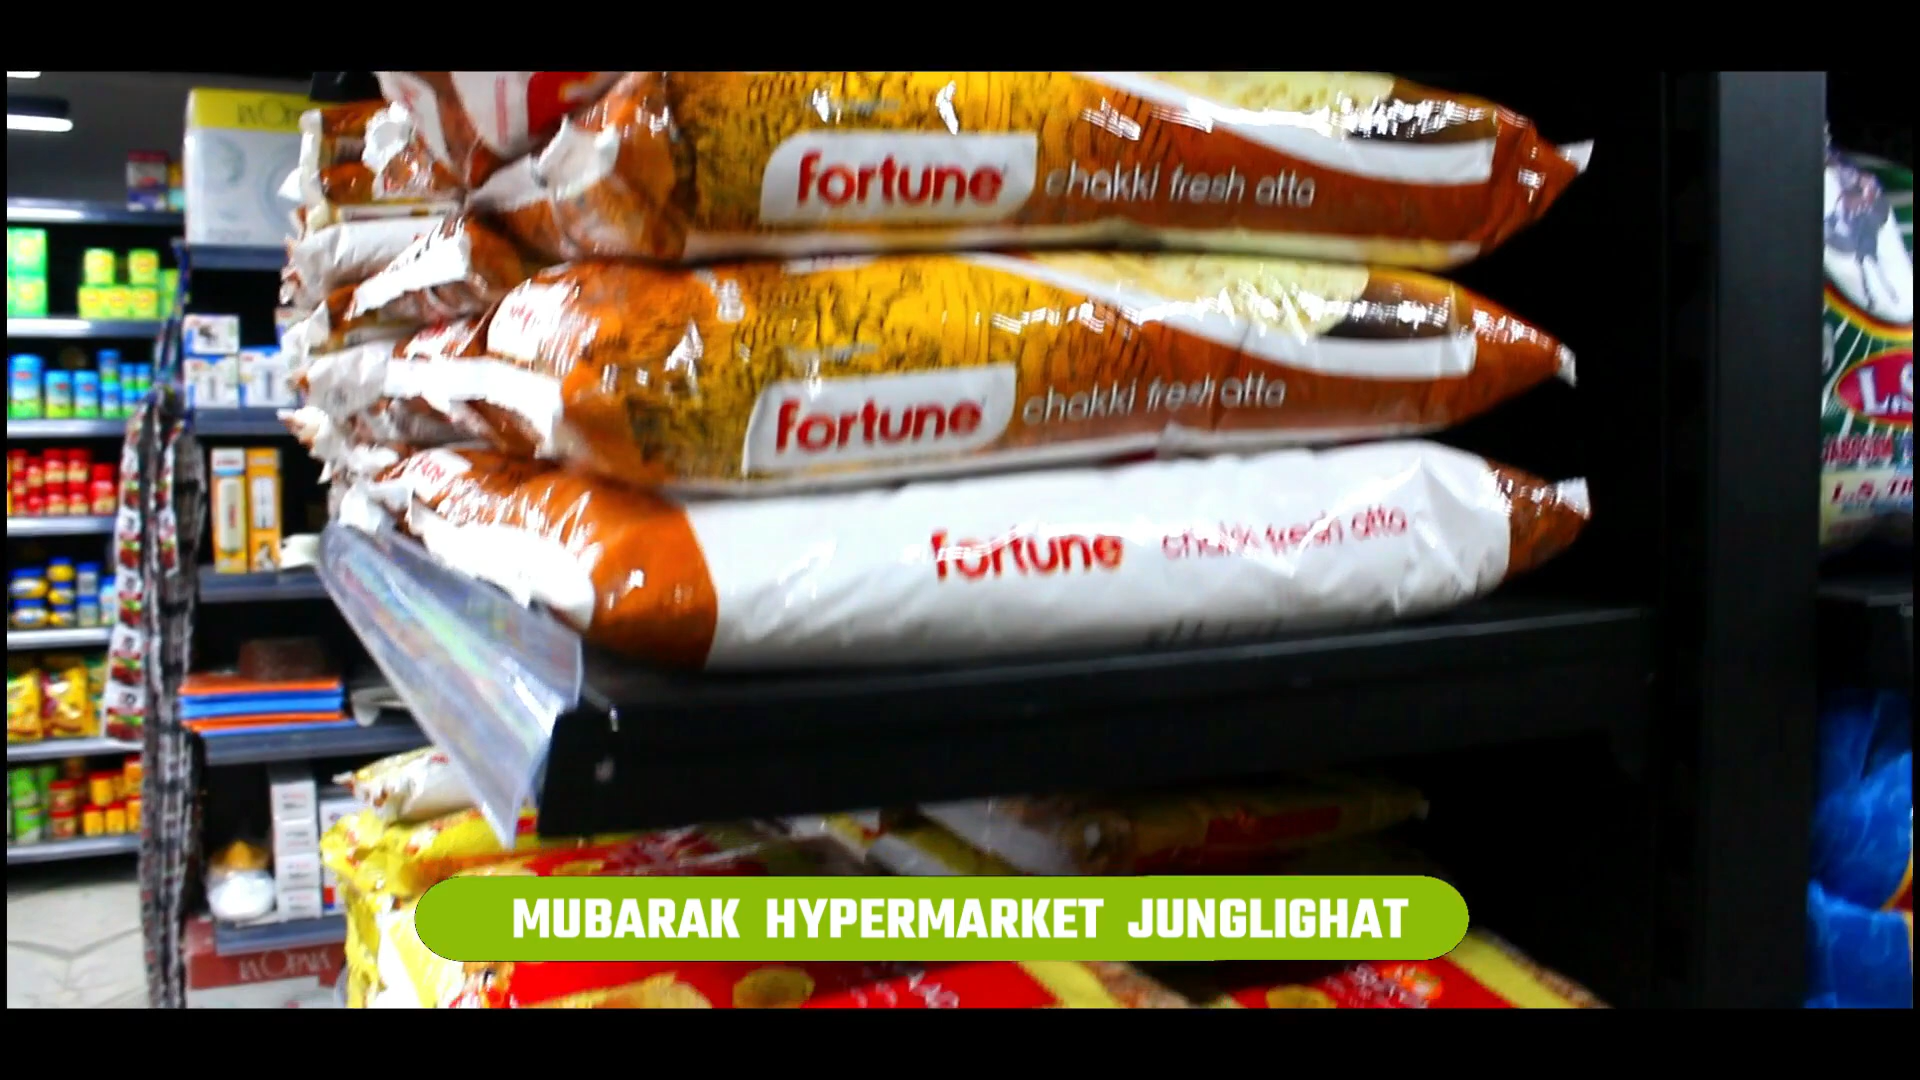 fortune chakki fresh atta
fortune chakki fresh atta
fortune chakki fresh atta
L.S.
MUBARAK HYPERMARKET JUNGLIGHAT